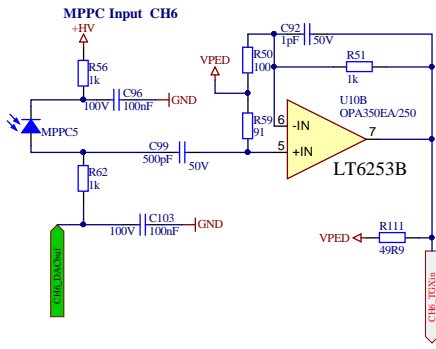 MPPC Input CH6
+HV
R56
1k
C96
100V
100nF
GND
MPPC5
R62
1k
C99
500pF
50V
C103
100V
100nF
GND
CH6_DACbuf
VPED
R50
100
R59
91
C92
1pF
50V
R51
1k
U10B
OPA350EA/250
6
-IN
5
+IN
7
LT6253B
R111
VPED
49R9
CH6_TGXin